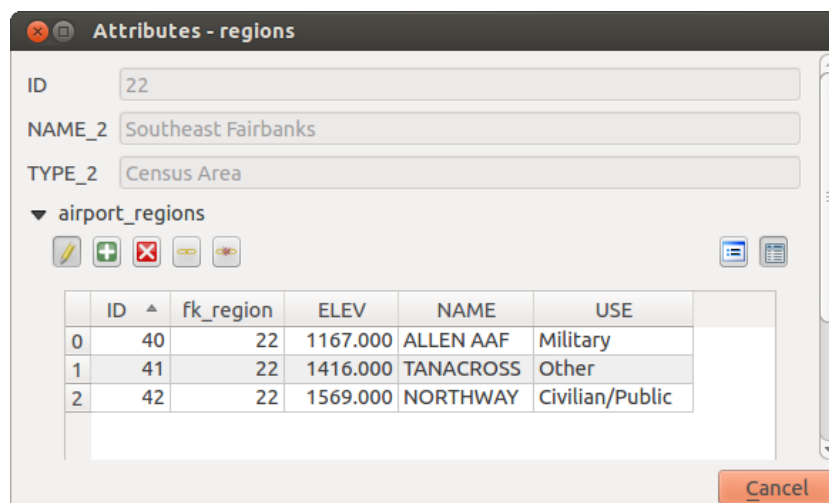 Attributes - regions
ID 22
NAME_2 Southeast Fairbanks
TYPE_2 Census Area
airport_regions
ID fk_region ELEV NAME USE
0 40 22 1167.000 ALLEN AAF Military
1 41 22 1416.000 TANACROSS Other
2 42 22 1569.000 NORTHWAY Civilian/Public
Cancel